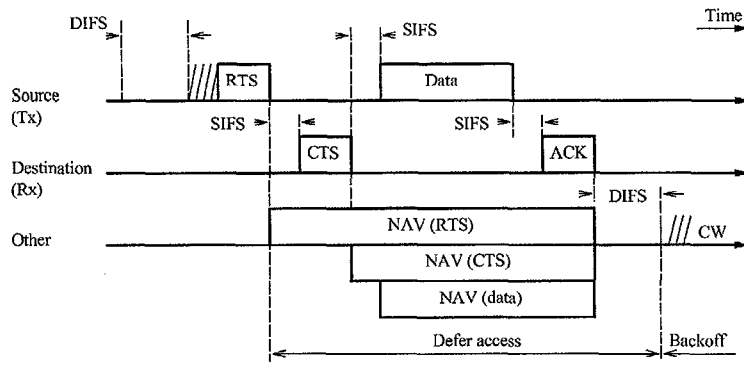 DIFS
SIFS
Time
RTS
Data
Source
(Tx)
SIFS
SIFS
CTS
ACK
Destination
(Rx)
DIFS
NAV (RTS)
Other
CW
NAV (CTS)
NAV (data)
Defer access
Backoff